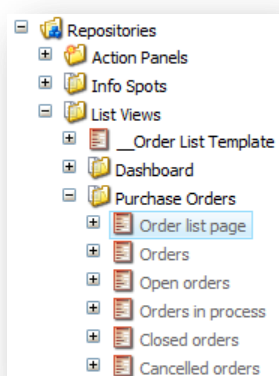 Repositories
Action Panels
Info Spots
List Views
__Order List Template
Dashboard
Purchase Orders
Order list page
Orders
Open orders
Orders in process
Closed orders
Cancelled orders